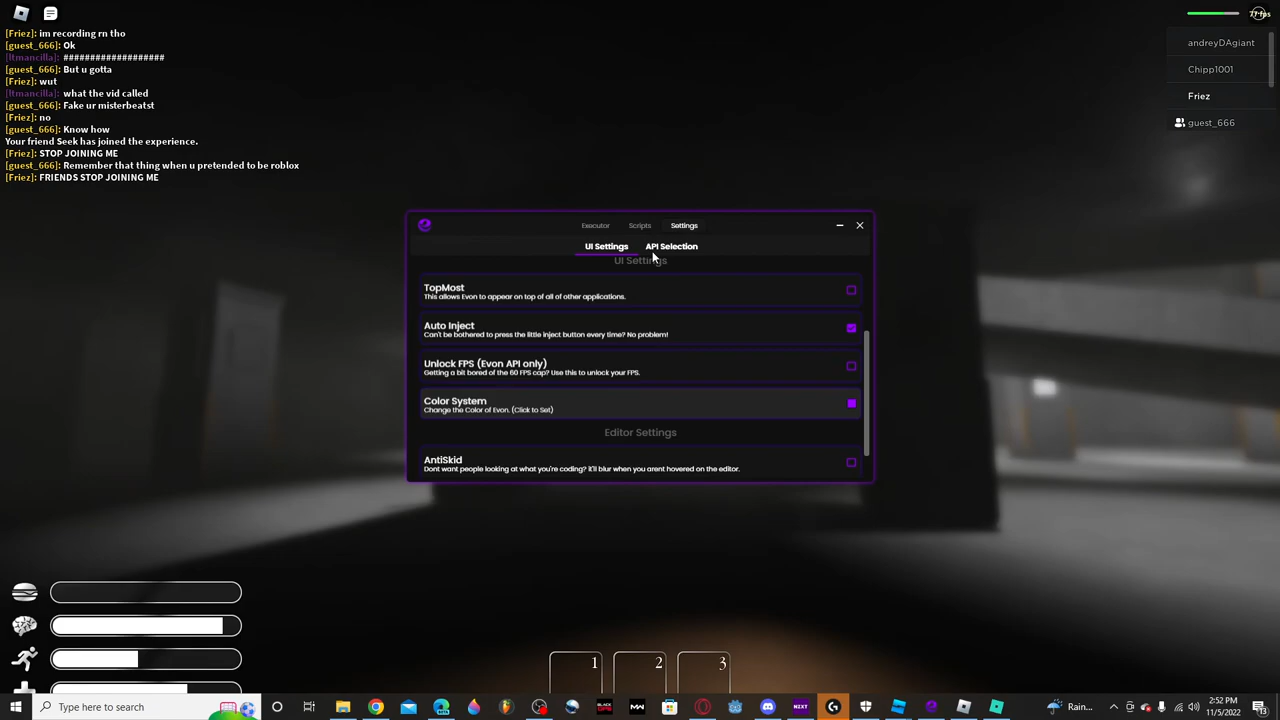 [Friez]: im recording rn tho
[guest_666]: Ok
[ltmancilla]: ###################
[guest_666]: But u gotta
[Friez]: wut
[ltmancilla]: what the vid called
[guest_666]: Fake ur misterbeatst
[Friez]: no
[guest_666]: Know how
Your friend Seek has joined the experience.
[Friez]: STOP JOINING ME
[guest_666]: Remember that thing when u pretended to be roblox
[Friez]: FRIENDS STOP JOINING ME
77 fps
andreyDAgiant
Chipp1001
Friez
guest_666
Executor Scripts Settings
UI Settings API Selection
UI Settings
TopMost
This allows Evon to appear on top of all of other applications.
Auto Inject
Can't be bothered to press the little inject button every time? No problem!
Unlock FPS (Evon API only)
Getting a bit bored of the 60 FPS cap? Use this to unlock your FPS.
Color System
Change the Color of Evon. (Click to Set)
Editor Settings
AntiSkid
Dont want people looking at what you're coding? it'll blur when you arent hovered on the editor.
1 2 3
Type here to search
BLACK OPS
MW
NZXT
Rain...
2:52 PM
11/5/2022